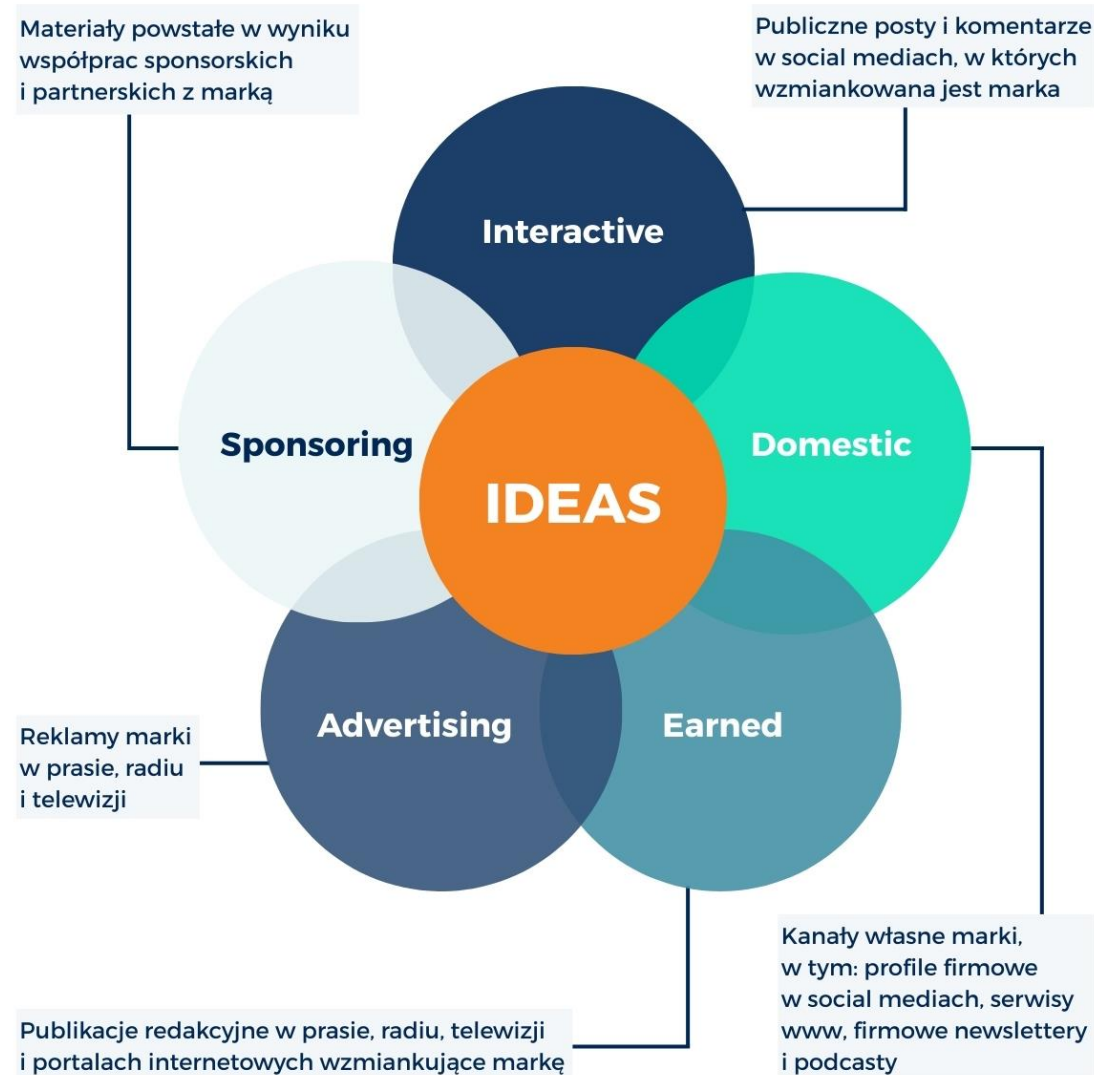 Materiały powstałe w wyniku
współprac sponsorskich
i partnerskich z marką
Publiczne posty i komentarze
w social mediach, w których
wzmiankowana jest marka
Interactive
Sponsoring
Domestic
IDEAS
Advertising
Earned
Reklamy marki
w prasie, radiu
i telewizji
Kanały własne marki,
w tym: profile firmowe
w social mediach, serwisy
www, firmowe newslettery
i podcasty
Publikacje redakcyjne w prasie, radiu, telewizji
i portalach internetowych wzmiankujące markę